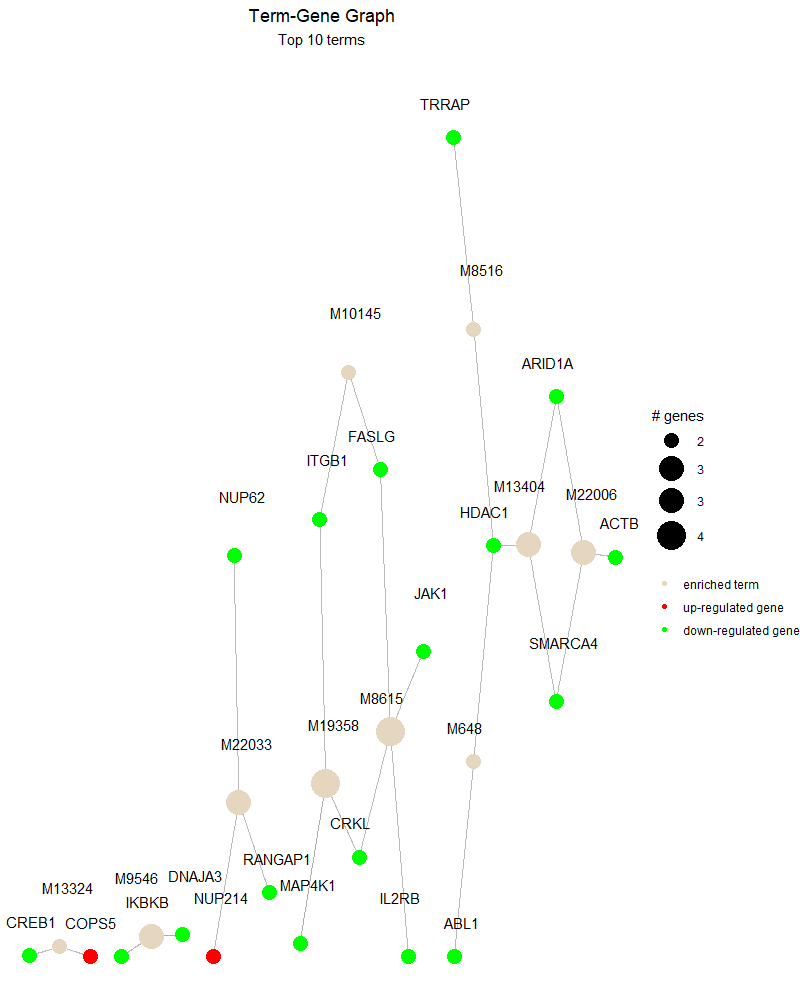 Term-Gene Graph
Top 10 terms
TRRAP
M8516
M10145
ARID1A
# genes
2
3
3
4
FASLG
ITGB1
M13404
M22006
NUP62
HDAC1
ACTB
enriched term
up-regulated gene
down-regulated gene
JAK1
SMARCA4
M8615
M19358
M648
M22033
CRKL
RANGAP1
DNAJA3
M9546
MAP4K1
M13324
NUP214
IL2RB
IKBKB
CREB1
COPS5
ABL1